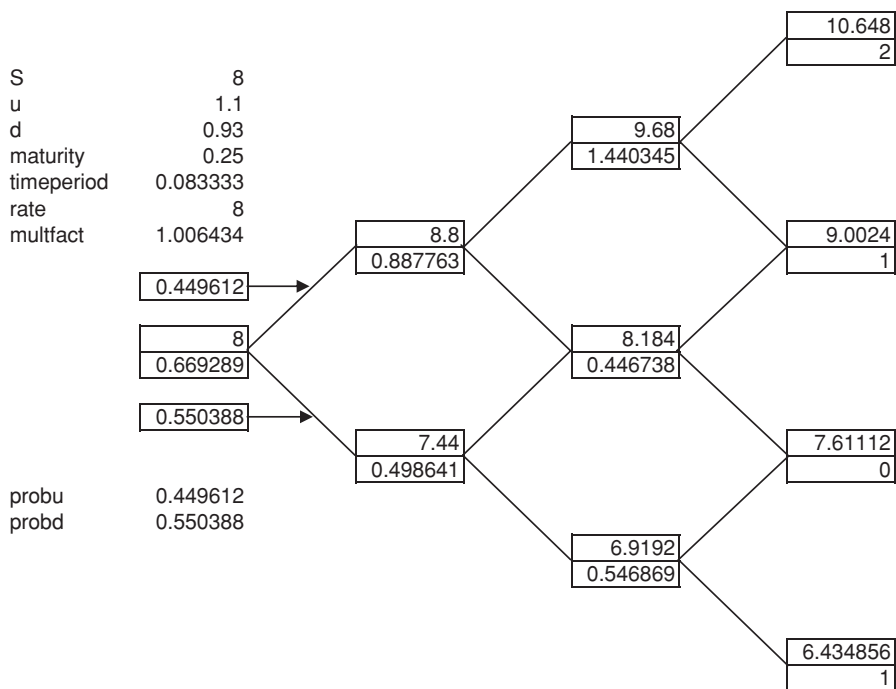 10.648
2
S 8
u 1.1
d 0.93
maturity 0.25
timeperiod 0.083333
rate 8
multfact 1.006434
9.68
1.440345
8.8
0.887763
9.0024
1
0.449612
8
0.669289
8.184
0.446738
0.550388
7.44
0.498641
7.61112
0
probu 0.449612
probd 0.550388
6.9192
0.546869
6.434856
1